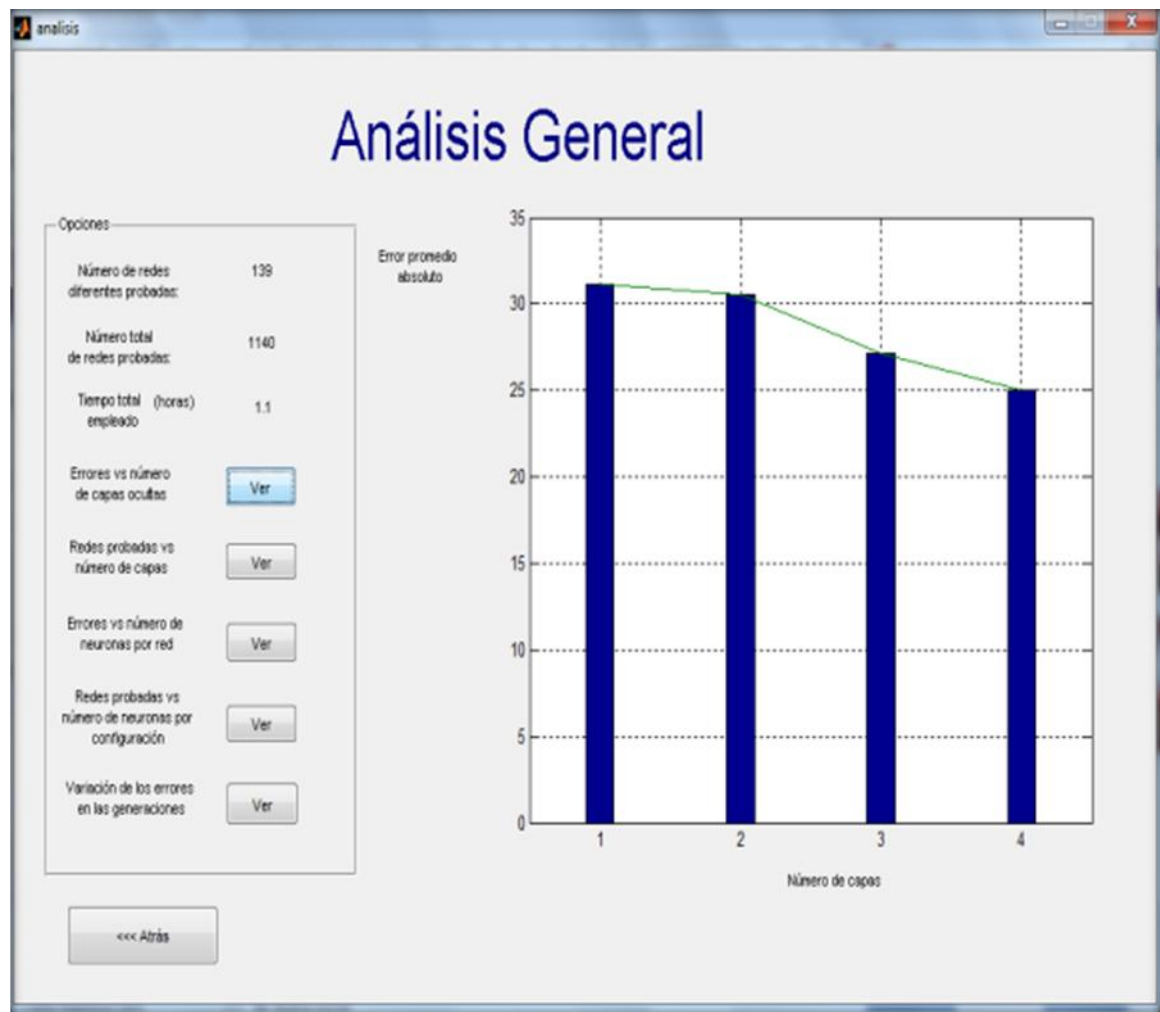 analisis
Análisis General
Opciones
Número de redes
diferentes probadas:
139
Número total
de redes probadas:
1140
Tiempo total (horas)
empleado
1.1
Errores vs número
de capas ocultas
Ver
Redes probadas vs
número de capas
Ver
Errores vs número de
neuronas por red
Ver
Redes probadas vs
número de neuronas por
configuración
Ver
Variación de los errores
en las generaciones
Ver
<<< Atrás
Error promedio
absoluto
35
30
25
20
15
10
5
0
1 2 3 4
Número de capas